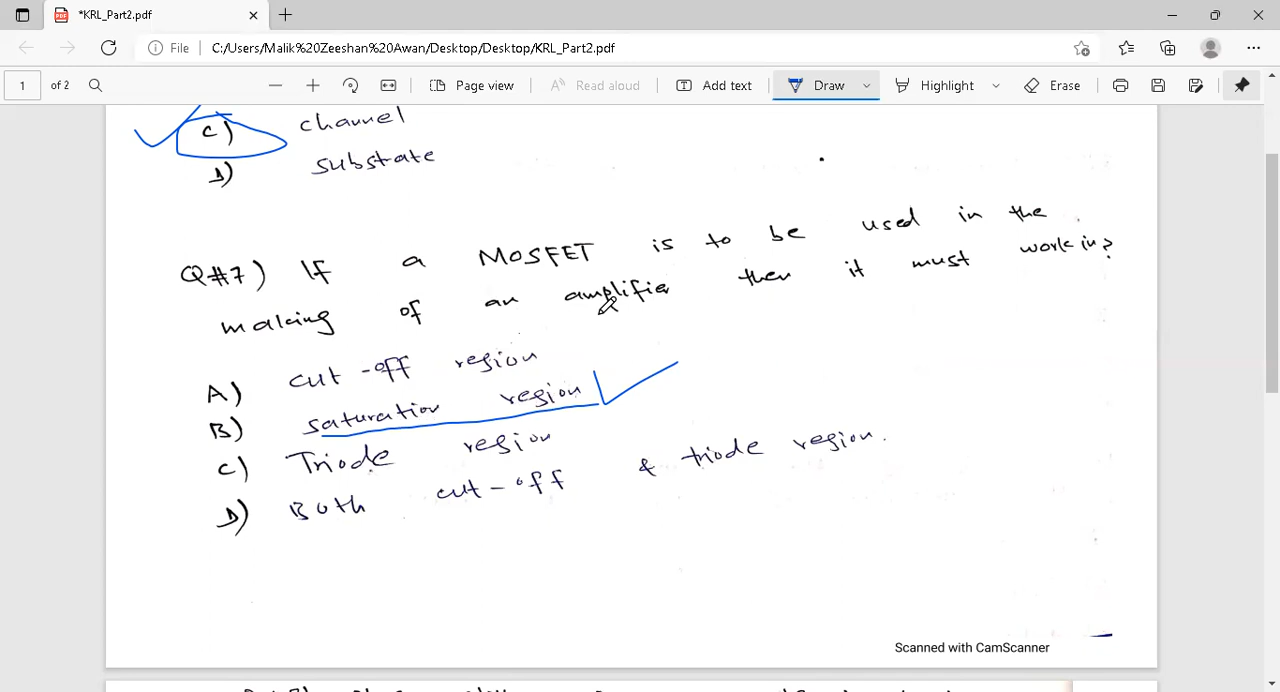 *KRL_Part2.pdf
File C:/Users/Malik%20Zeeshan%20Awan/Desktop/Desktop/KRL_Part2.pdf
1 of 2 Page view Read aloud Add text Draw Highlight Erase
C) channel
D) substate
Q#7) If a MOSFET is to be used in the
making of an amplifier then it must work in?
A) cut-off region
B) saturation region
C) Triode region
D) Both cut-off & triode region.
Scanned with CamScanner